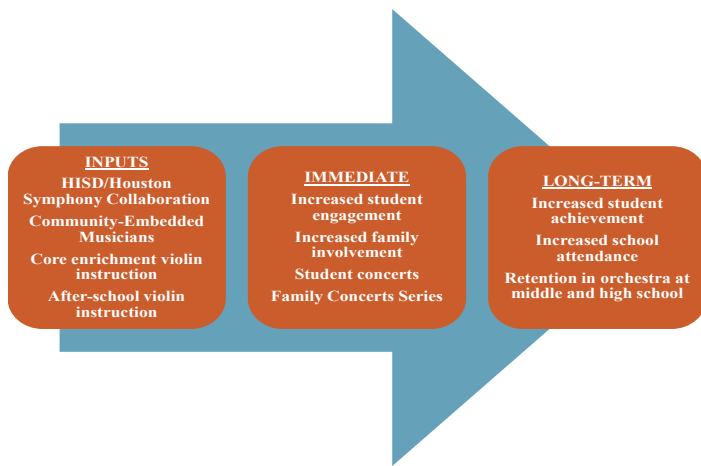 INPUTS
HISD/Houston
Symphony Collaboration
Community-Embedded
Musicians
Core enrichment violin
instruction
After-school violin
instruction
IMMEDIATE
Increased student
engagement
Increased family
involvement
Student concerts
Family Concerts Series
LONG-TERM
Increased student
achievement
Increased school
attendance
Retention in orchestra at
middle and high school